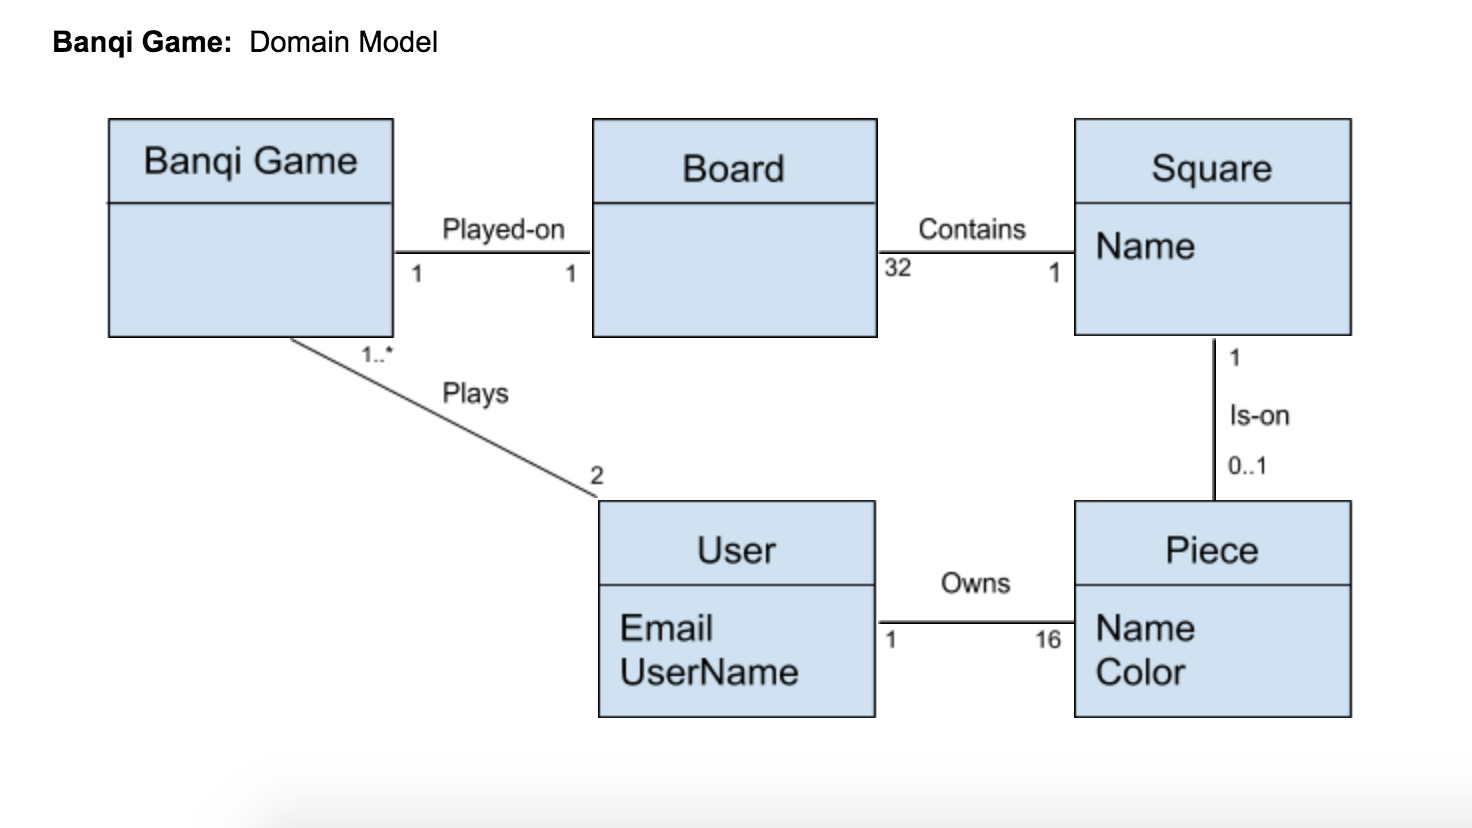 Banqi Game: Domain Model
Banqi Game
Board
Square
Played-on
Contains
Name
1
1
32
1
1..*
Plays
2
1
Is-on
0..1
User
Piece
Owns
Email
UserName
1
16
Name
Color